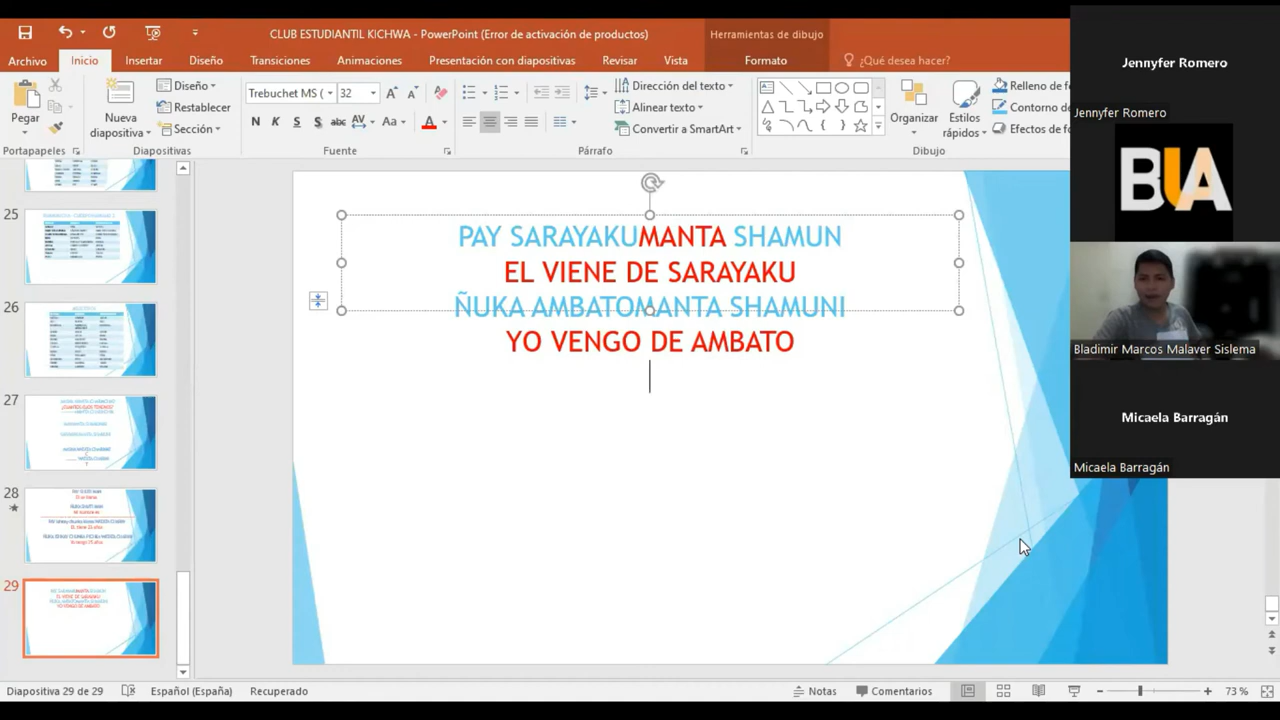 CLUB ESTUDIANTIL KICHWA - PowerPoint (Error de activación de productos)
Herramientas de dibujo
Archivo
Inicio
Insertar
Diseño
Transiciones
Animaciones
Presentación con diapositivas
Revisar
Vista
Formato
¿Qué desea hacer?
Pegar
Nueva diapositiva
Diseño
Restablecer
Sección
Trebuchet MS (
32
N K S S abc AV Aa A
Dirección del texto
Alinear texto
Convertir a SmartArt
Organizar
Estilos rápidos
Relleno de
Contorno de
Efectos de
Portapapeles
Diapositivas
Fuente
Párrafo
Dibujo
25
26
27
28
29
MANTA
EL VIENE DE SARAYAKU
ÑUKA AMBATOMANTA SHAMUNI
YO VENGO DE AMBATO
Jennyfer Romero
Jennyfer Romero
BUA
Bladimir Marcos Malaver Sislema
Micaela Barragán
Micaela Barragán
Diapositiva 29 de 29
Español (España)
Recuperado
Notas
Comentarios
73 %